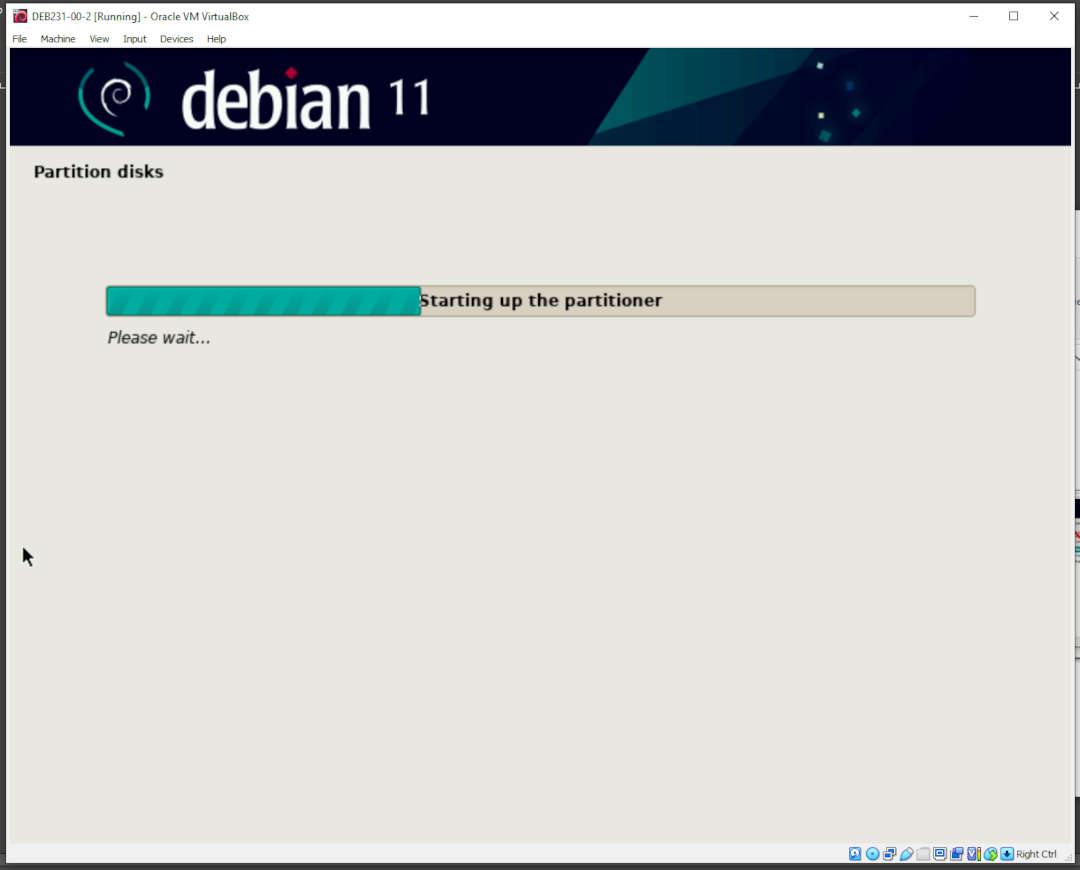 DEB231-00-2 [Running] - Oracle VM VirtualBox
File Machine View Input Devices Help
debian 11
Partition disks
Starting up the partitioner
Please wait...
Right Ctrl